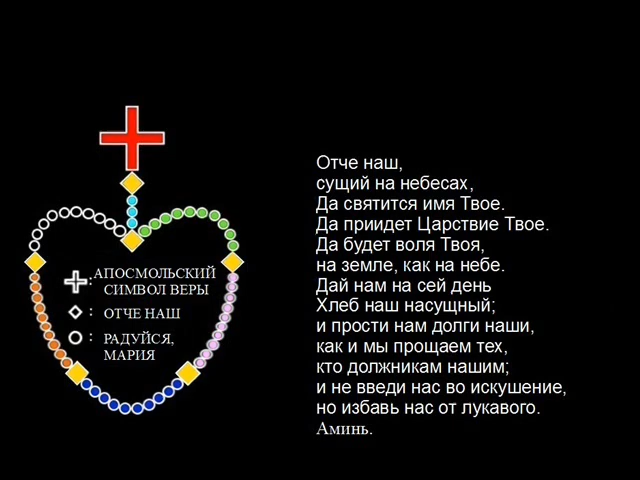 :АПОСМОЛЬСКИЙ
СИМВОЛ ВЕРЫ
: ОТЧЕ НАШ
: РАДУЙСЯ,
МАРИЯ
Отче наш,
сущий на небесах,
Да святится имя Твое.
Да приидет Царствие Твое.
Да будет воля Твоя,
на земле, как на небе.
Дай нам на сей день
Хлеб наш насущный;
и прости нам долги наши,
как и мы прощаем тех,
кто должникам нашим;
и не введи нас во искушение,
но избавь нас от лукавого.
Аминь.